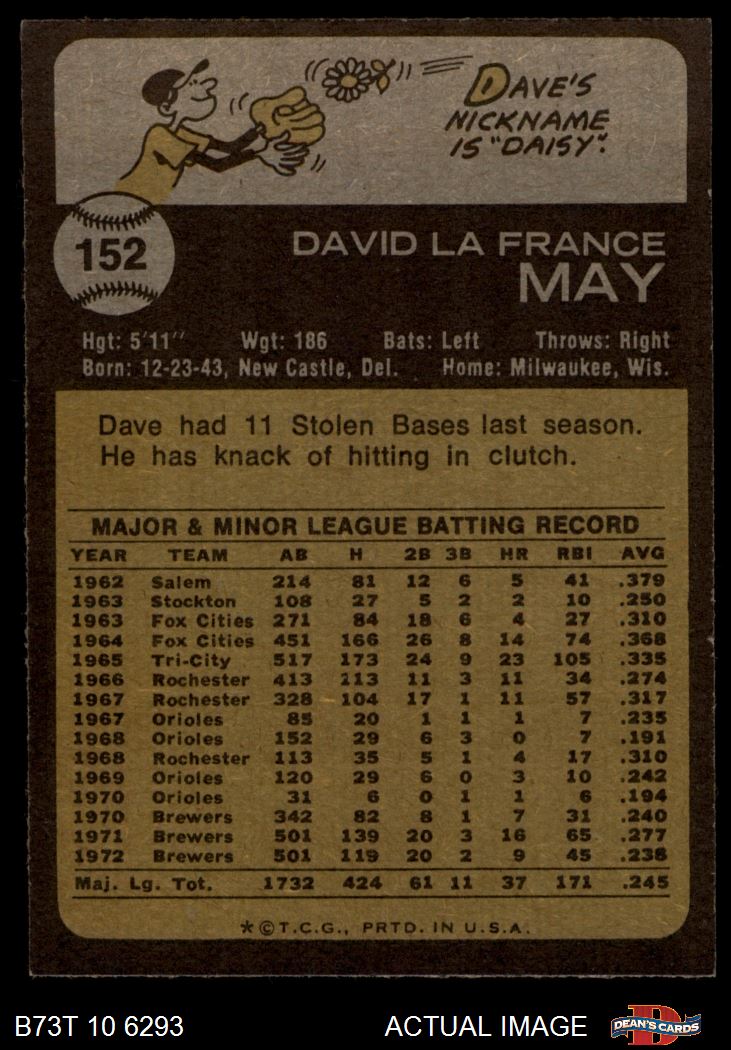 DAVE'S
NICKNAME
IS "DAISY".
152
DAVID LA FRANCE
MAY
Hgt: 5'11" Wgt: 186 Bats: Left Throws: Right
Born: 12-23-43, New Castle, Del. Home: Milwaukee, Wis.
Dave had 11 Stolen Bases last season.
He has knack of hitting in clutch.
MAJOR & MINOR LEAGUE BATTING RECORD
YEAR TEAM AB H 2B 3B HR RBI AVG
1962 Salem 214 81 12 6 5 41 .379
1963 Stockton 108 27 5 2 2 10 .250
1963 Fox Cities 271 84 18 6 4 27 .310
1964 Fox Cities 451 166 26 8 14 74 .368
1965 Tri-City 517 173 24 9 23 105 .335
1966 Rochester 413 113 11 3 11 34 .274
1967 Rochester 328 104 17 1 11 57 .317
1967 Orioles 85 20 1 1 1 7 .235
1968 Orioles 152 29 6 3 0 7 .191
1968 Rochester 113 35 5 1 4 17 .310
1969 Orioles 120 29 6 0 3 10 .242
1970 Orioles 31 6 0 1 1 6 .194
1970 Brewers 342 82 8 1 7 31 .240
1971 Brewers 501 139 20 3 16 65 .277
1972 Brewers 501 119 20 2 9 45 .238
Maj. Lg. Tot. 1732 424 61 11 37 171 .245
*©T.C.G., PRTD. IN U.S.A.
B73T 10 6293 ACTUAL IMAGE DEAN'S CARDS